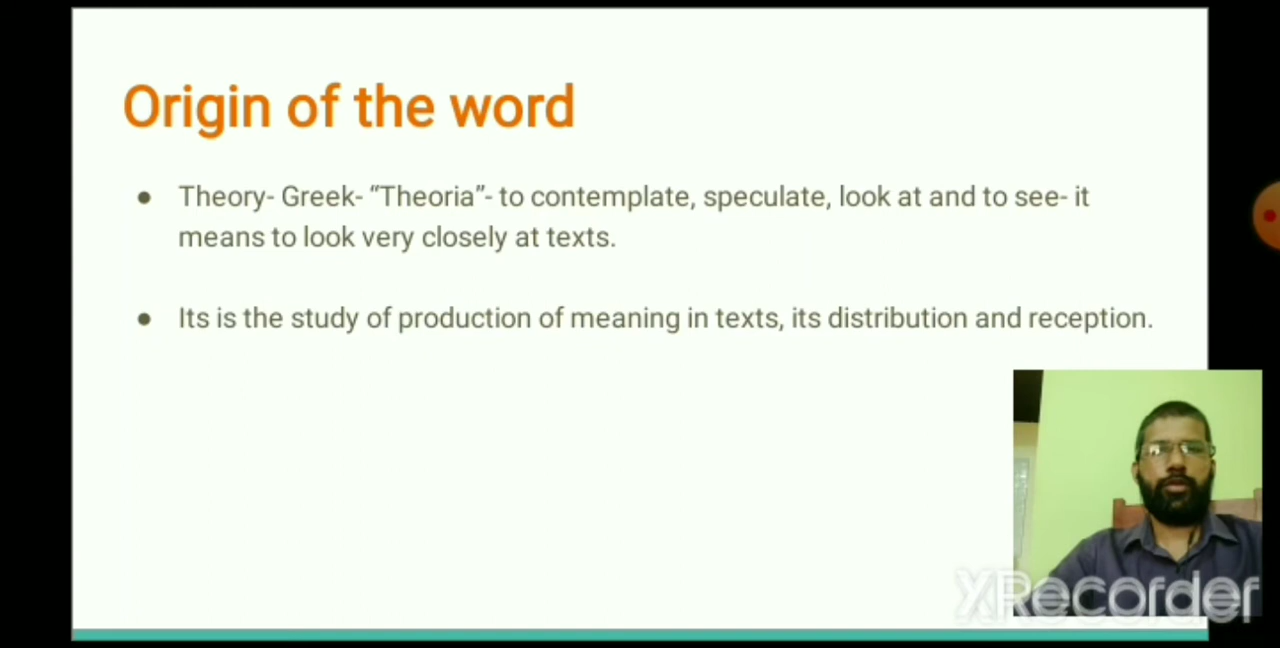 Origin of the word
● Theory- Greek- “Theoria”- to contemplate, speculate, look at and to see- it
means to look very closely at texts.
● Its is the study of production of meaning in texts, its distribution and reception.
XRecorder